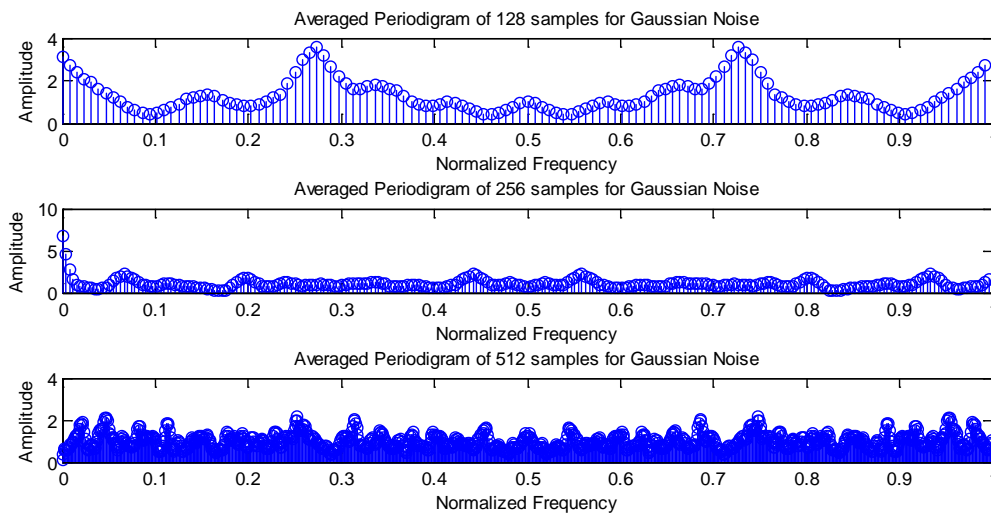 Averaged Periodigram of 128 samples for Gaussian Noise
Amplitude
4
2
0
0 0.1 0.2 0.3 0.4 0.5 0.6 0.7 0.8 0.9
Normalized Frequency
Averaged Periodigram of 256 samples for Gaussian Noise
Amplitude
10
5
0
0 0.1 0.2 0.3 0.4 0.5 0.6 0.7 0.8 0.9
Normalized Frequency
Averaged Periodigram of 512 samples for Gaussian Noise
Amplitude
4
2
0
0 0.1 0.2 0.3 0.4 0.5 0.6 0.7 0.8 0.9
Normalized Frequency